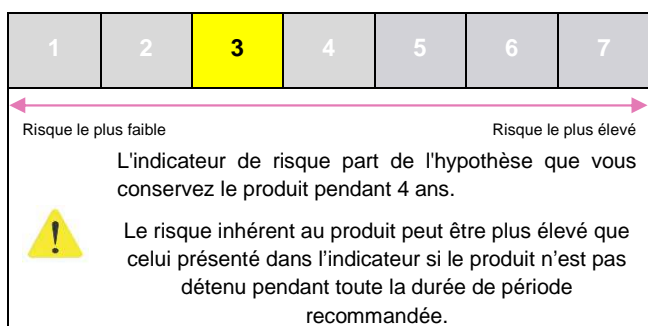 1 2 3 4 5 6 7
Risque le plus faible Risque le plus élevé
L'indicateur de risque part de l'hypothèse que vous
conservez le produit pendant 4 ans.
Le risque inhérent au produit peut être plus élevé que
celui présenté dans l’indicateur si le produit n’est pas
détenu pendant toute la durée de période
recommandée.